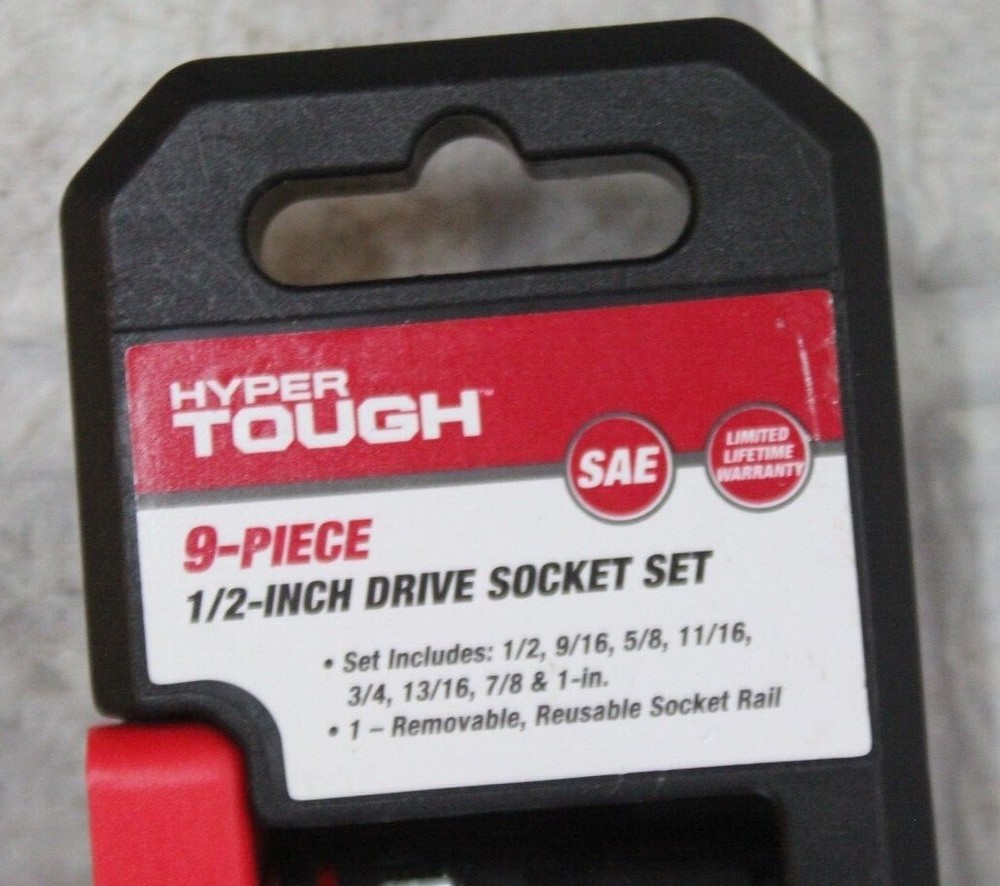 HYPER
TOUGH™
SAE
LIMITED
LIFETIME
WARRANTY
9-PIECE
1/2-INCH DRIVE SOCKET SET
• Set Includes: 1/2, 9/16, 5/8, 11/16,
3/4, 13/16, 7/8 & 1-in.
• 1 – Removable, Reusable Socket Rail